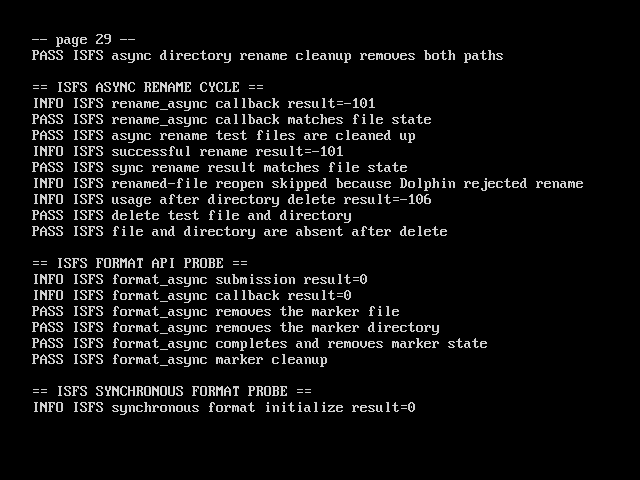 -- page 29 --
PASS ISFS async directory rename cleanup removes both paths
== ISFS ASYNC RENAME CYCLE ==
INFO ISFS rename_async callback result=-101
PASS ISFS rename_async callback matches file state
PASS ISFS async rename test files are cleaned up
INFO ISFS successful rename result=-101
PASS ISFS sync rename result matches file state
INFO ISFS renamed-file reopen skipped because Dolphin rejected rename
INFO ISFS usage after directory delete result=-106
PASS ISFS delete test file and directory
PASS ISFS file and directory are absent after delete
== ISFS FORMAT API PROBE ==
INFO ISFS format_async submission result=0
INFO ISFS format_async callback result=0
PASS ISFS format_async removes the marker file
PASS ISFS format_async removes the marker directory
PASS ISFS format_async completes and removes marker state
PASS ISFS format_async marker cleanup
== ISFS SYNCHRONOUS FORMAT PROBE ==
INFO ISFS synchronous format initialize result=0